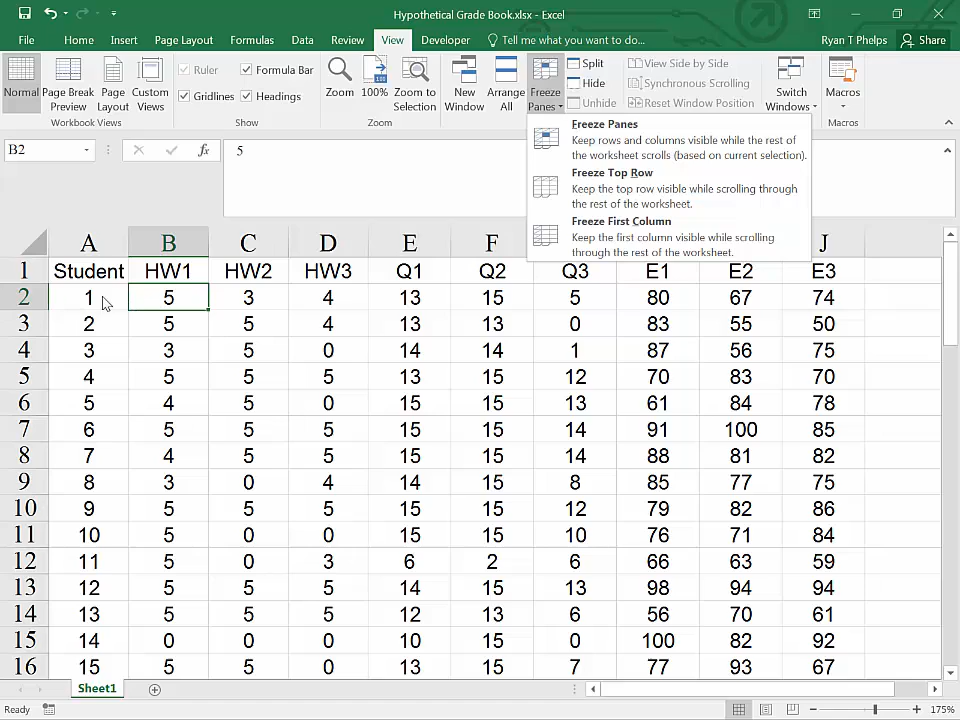 Hypothetical Grade Book.xlsx - Excel
File Home Insert Page Layout Formulas Data Review View Developer Tell me what you want to do... Ryan T Phelps Share
Normal
Page Break
Preview
Page
Layout
Custom
Views
Workbook Views
Ruler
Formula Bar
Gridlines
Headings
Show
Zoom
100%
Zoom to
Selection
Zoom
New
Window
Arrange
All
Freeze
Panes
Split
Hide
Unhide
View Side by Side
Synchronous Scrolling
Reset Window Position
Switch
Windows
Macros
Macros
Freeze Panes
Keep rows and columns visible while the rest of
the worksheet scrolls (based on current selection).
Freeze Top Row
Keep the top row visible while scrolling through
the rest of the worksheet.
Freeze First Column
Keep the first column visible while scrolling
through the rest of the worksheet.
B2 fx 5
A B C D E F J
1 Student HW1 HW2 HW3 Q1 Q2 Q3 E1 E2 E3
2 1 5 3 4 13 15 5 80 67 74
3 2 5 5 4 13 13 0 83 55 50
4 3 3 5 0 14 14 1 87 56 75
5 4 5 5 5 13 15 12 70 83 70
6 5 4 5 0 15 15 13 61 84 78
7 6 5 5 5 15 15 14 91 100 85
8 7 4 5 5 15 15 14 88 81 82
9 8 3 0 4 14 15 8 85 77 75
10 9 5 5 5 15 15 12 79 82 86
11 10 5 0 0 15 15 10 76 71 84
12 11 5 0 3 6 2 6 66 63 59
13 12 5 5 5 14 15 13 98 94 94
14 13 5 5 5 12 13 6 56 70 61
15 14 0 0 0 10 15 0 100 82 92
16 15 5 5 0 13 15 7 77 93 67
Sheet1
Ready 175%